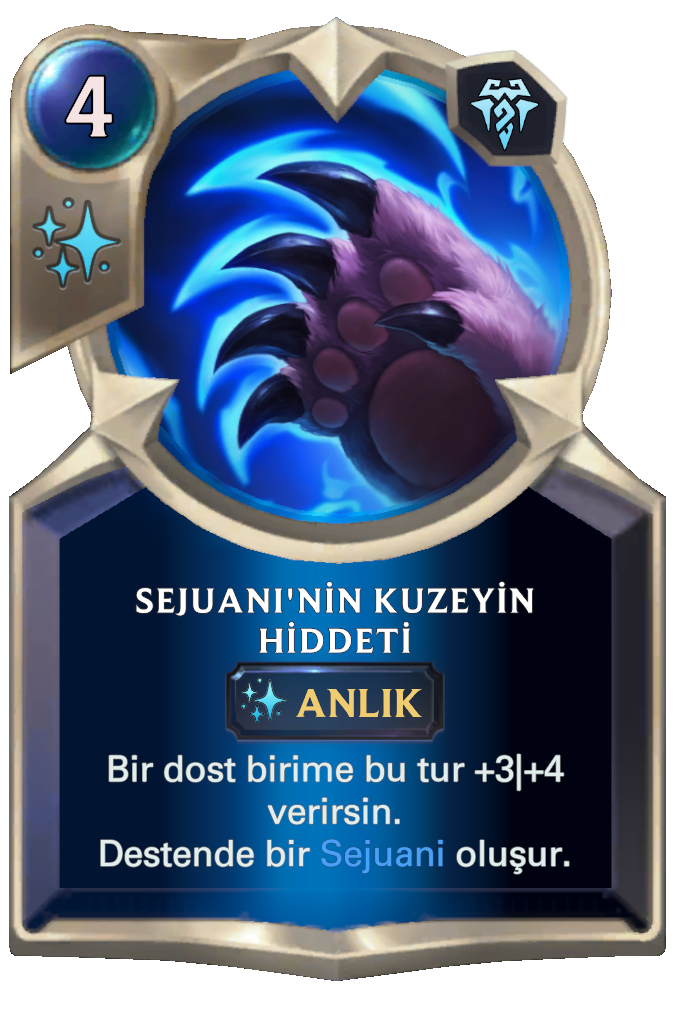 4
SEJUANI'NİN KUZEYİN
HİDDETİ
ANLIK
Bir dost birime bu tur +3|+4
verirsin.
Destende bir Sejuani oluşur.